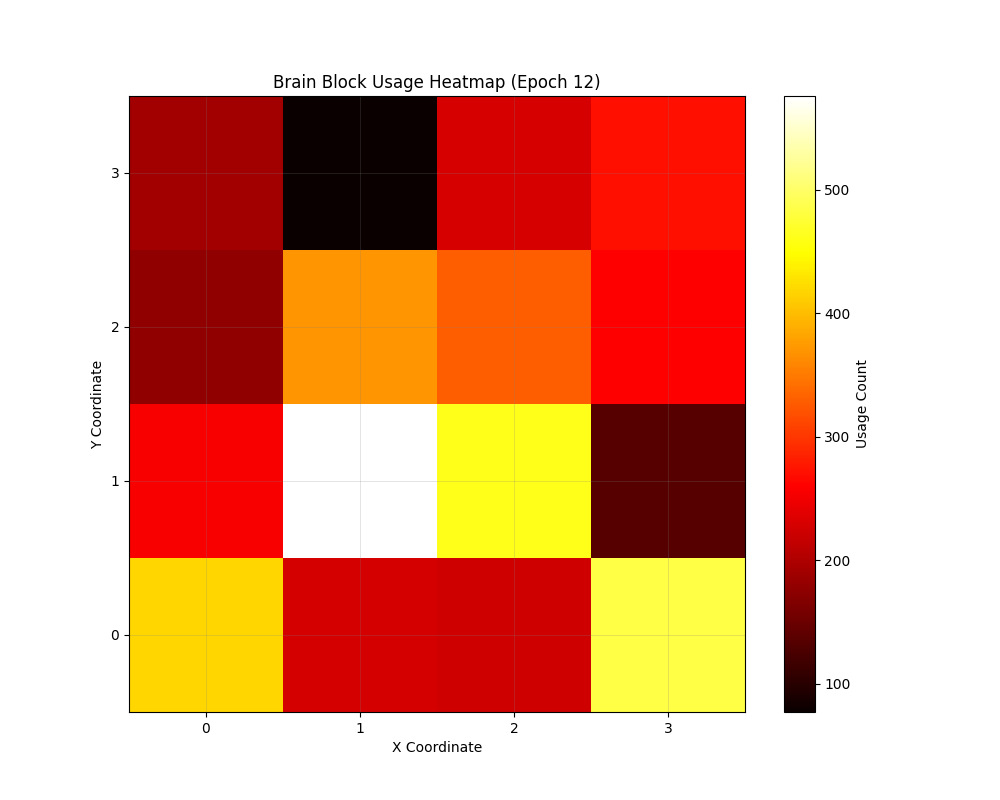 Brain Block Usage Heatmap (Epoch 12)
3
2
1
0
Y Coordinate
0 1 2 3
X Coordinate
500
400
300
200
100
Usage Count